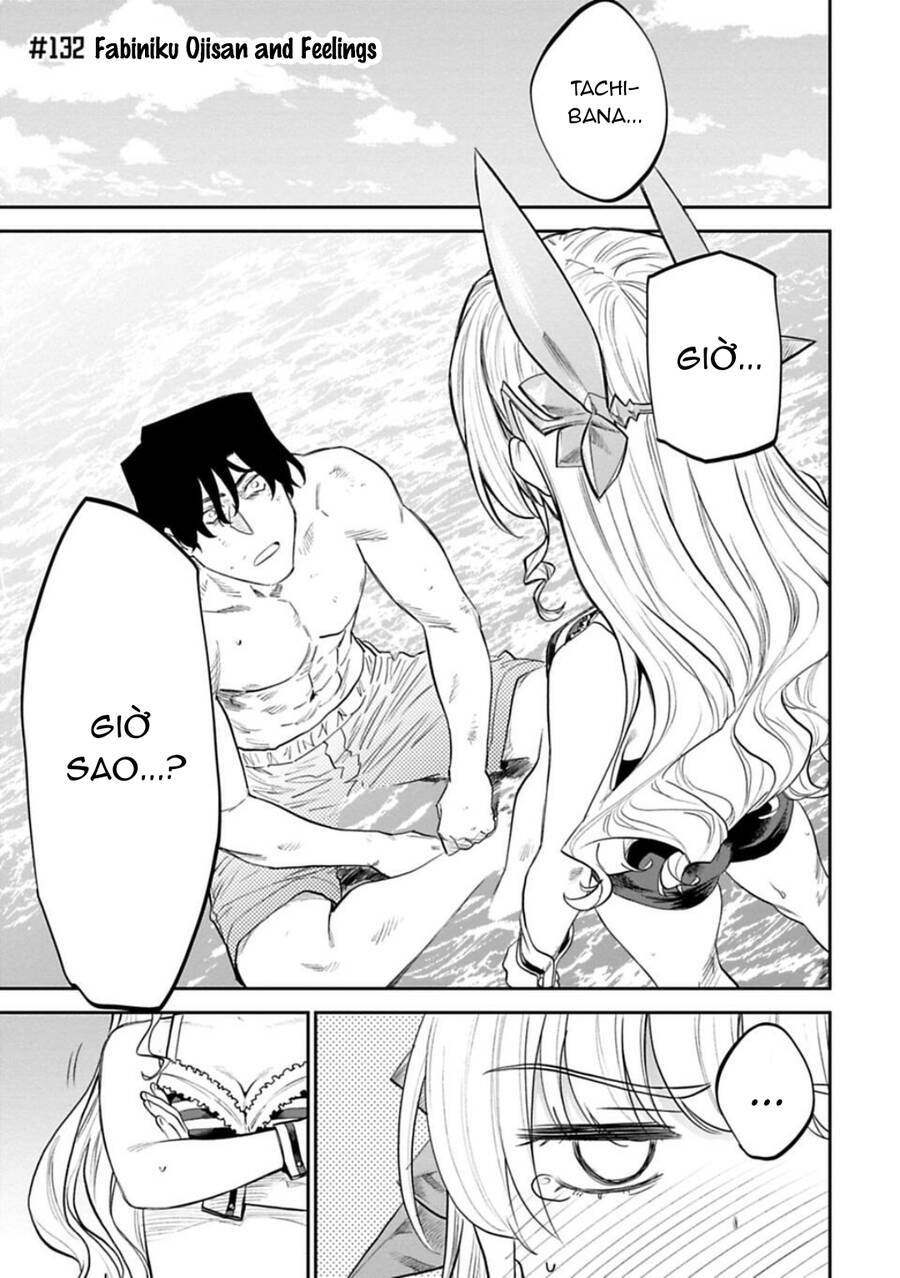 #132 Fabiniku Ojisan and Feelings
TACHI-
BANA...
GIỜ...
GIỜ
SAO...?
...